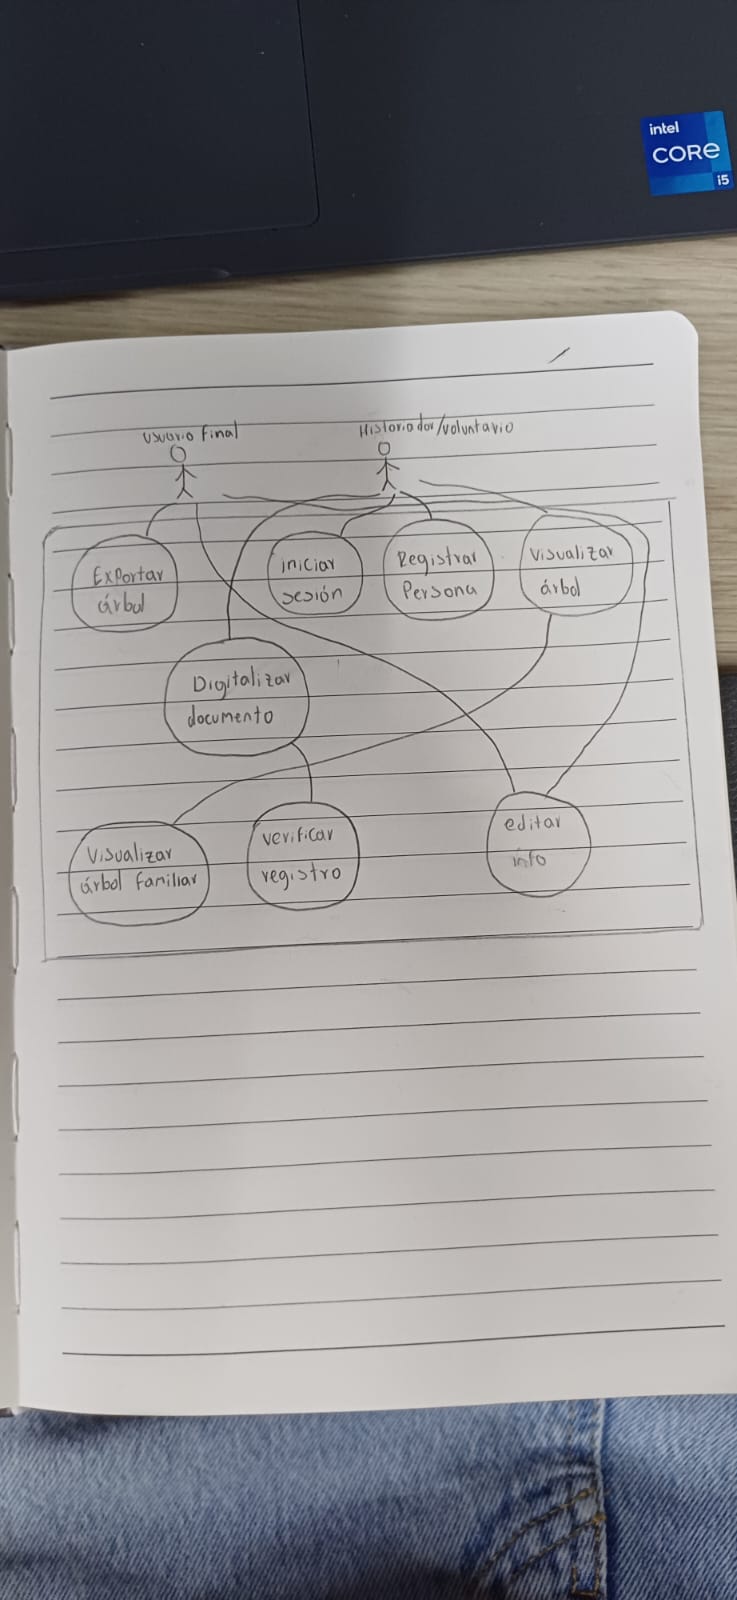 intel
CORe
i5
Usuario final
Historiador/voluntario
Exportar
árbol
iniciar
sesión
Registrar
Persona
Visualizar
árbol
Digitalizar
documento
Visualizar
árbol familiar
verificar
registro
editar
info